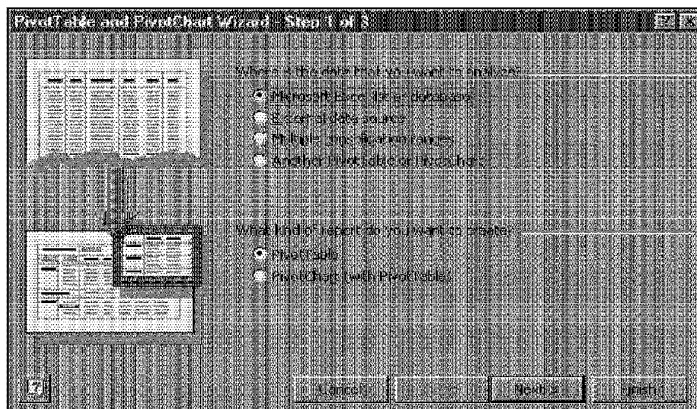 PivotTable and PivotChart Wizard - Step 1 of 3
Where is the data that you want to analyze?
Microsoft Excel list or database
External data source
Multiple consolidation ranges
Another PivotTable or PivotChart
What kind of report do you want to create?
PivotTable
PivotChart (with PivotTable)
Cancel
Next >
Finish